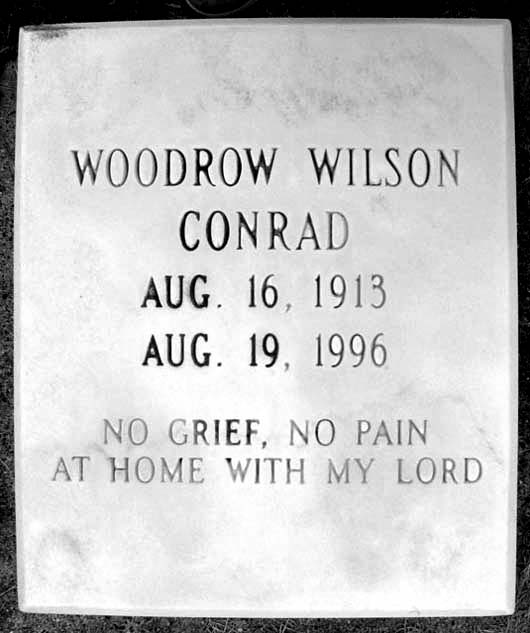 WOODROW WILSON
CONRAD
AUG. 16, 1913
AUG. 19, 1996
NO GRIEF, NO PAIN
AT HOME WITH MY LORD